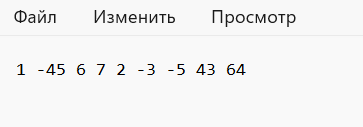 Файл Изменить Просмотр
1 -45 6 7 2 -3 -5 43 64